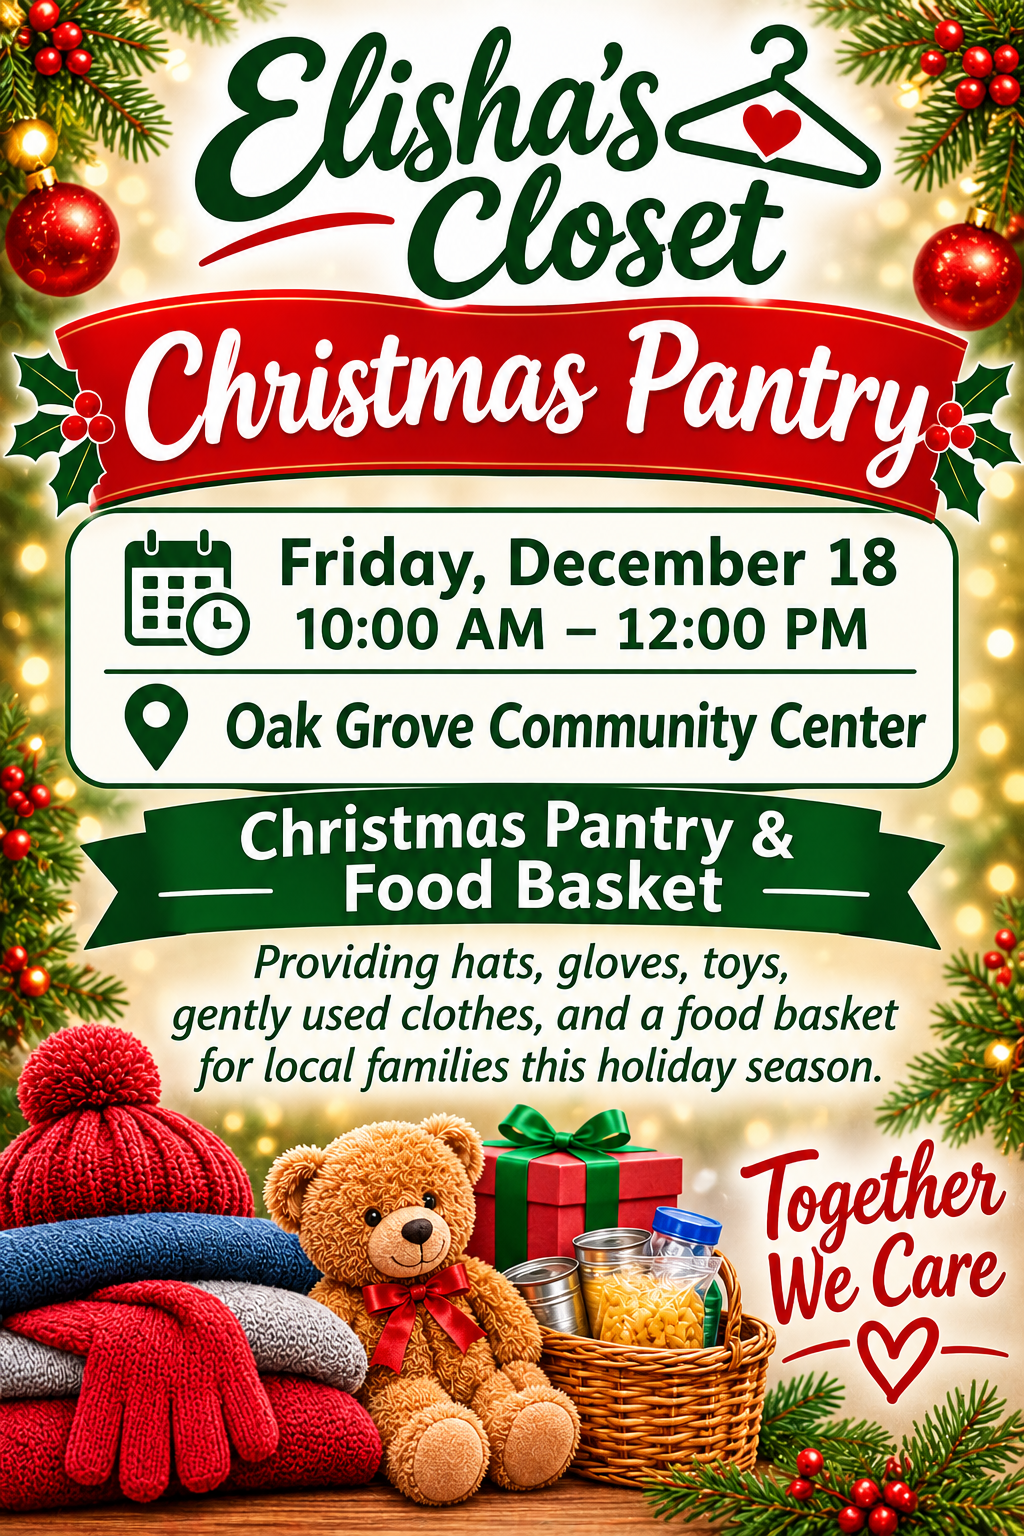 Elisha's
Closet
Christmas Pantry
Friday, December 18
10:00 AM – 12:00 PM
Oak Grove Community Center
Christmas Pantry &
Food Basket
Providing hats, gloves, toys,
gently used clothes, and a food basket
for local families this holiday season.
Together
We Care